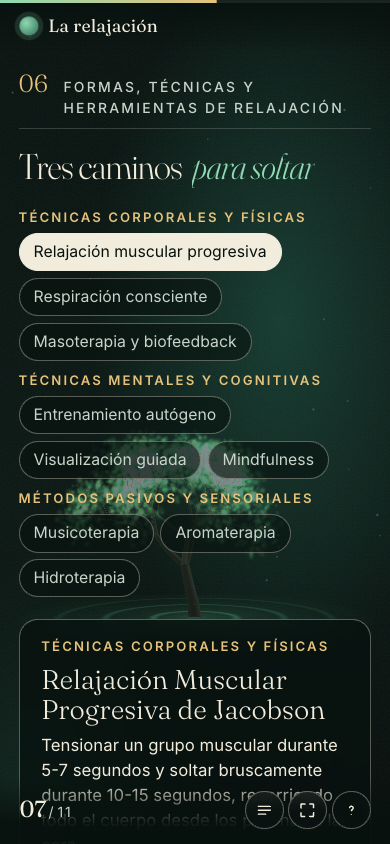 La relajación
06 FORMAS, TÉCNICAS Y
HERRAMIENTAS DE RELAJACIÓN
Tres caminos para soltar
TÉCNICAS CORPORALES Y FÍSICAS
Relajación muscular progresiva
Respiración consciente
Masoterapia y biofeedback
TÉCNICAS MENTALES Y COGNITIVAS
Entrenamiento autógeno
Visualización guiada Mindfulness
MÉTODOS PASIVOS Y SENSORIALES
Musicoterapia Aromaterapia
Hidroterapia
TÉCNICAS CORPORALES Y FÍSICAS
Relajación Muscular
Progresiva de Jacobson
Tensionar un grupo muscular durante
5-7 segundos y soltar bruscamente
durante 10-15 segundos, recorriendo
todo el cuerpo desde los
07 / 11 ?